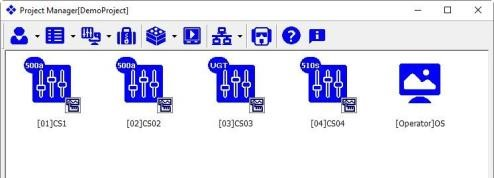 Project Manager[DemoProject]
500a
500a
UGT
510s
[01]CS1
[02]CS02
[03]CS03
[04]CS04
[Operator]OS